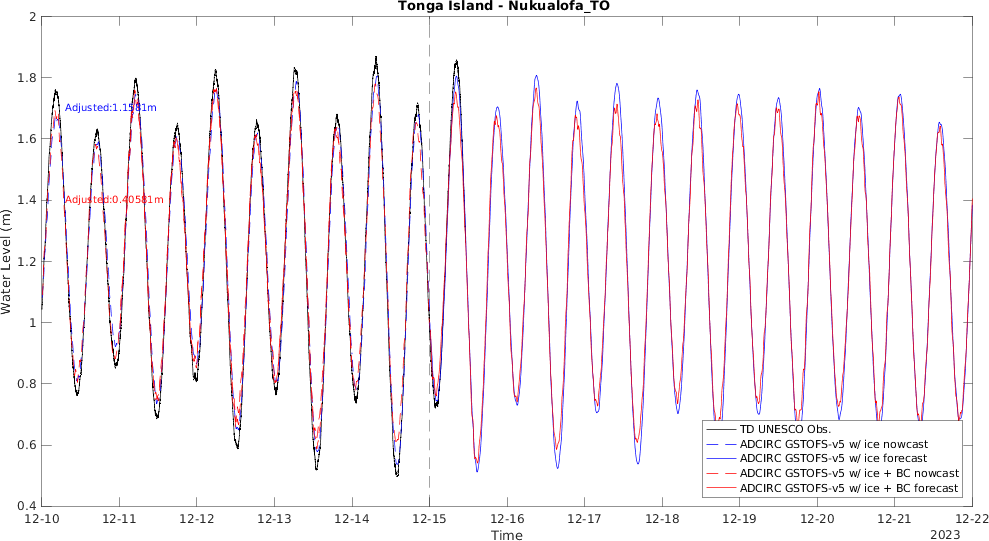 Tonga Island - Nukualofa_TO
2
1.8
1.6
1.4
1.2
1
0.8
0.6
0.4
Water Level (m)
Adjusted:1.1581m
Adjusted:0.40581m
TD UNESCO Obs.
ADCIRC GSTOFS-v5 w/ ice nowcast
ADCIRC GSTOFS-v5 w/ ice forecast
ADCIRC GSTOFS-v5 w/ ice + BC nowcast
ADCIRC GSTOFS-v5 w/ ice + BC forecast
12-10 12-11 12-12 12-13 12-14 12-15 12-16 12-17 12-18 12-19 12-20 12-21 12-22
Time
2023